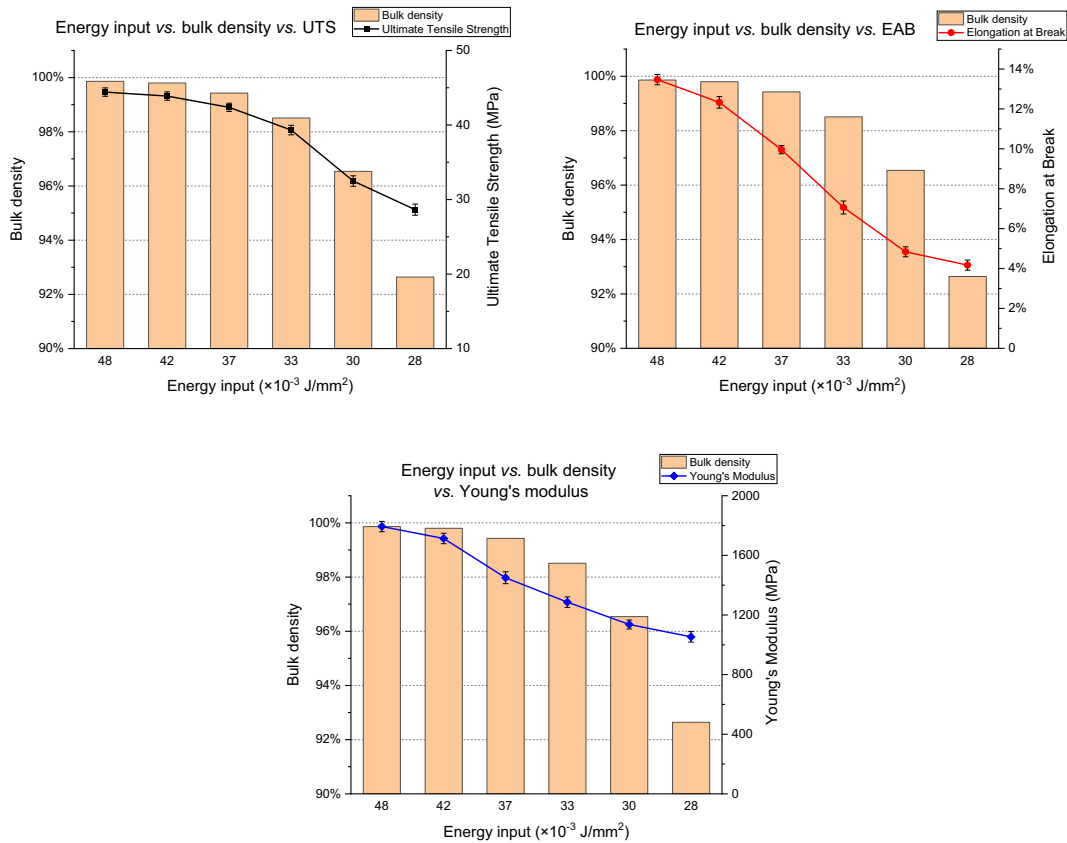 Energy input vs. bulk density vs. UTS
Bulk density
Ultimate Tensile Strength
100%
98%
96%
94%
92%
90%
Bulk density
50
40
30
20
10
Ultimate Tensile Strength (MPa)
48 42 37 33 30 28
Energy input (×10⁻³ J/mm²)
Energy input vs. bulk density vs. EAB
Bulk density
Elongation at Break
100%
98%
96%
94%
92%
90%
Bulk density
14%
12%
10%
8%
6%
4%
2%
0
Elongation at Break
48 42 37 33 30 28
Energy input (×10⁻³ J/mm²)
Energy input vs. bulk density
vs. Young's modulus
Bulk density
Young's Modulus
100%
98%
96%
94%
92%
90%
Bulk density
2000
1600
1200
800
400
0
Young's Modulus (MPa)
48 42 37 33 30 28
Energy input (×10⁻³ J/mm²)